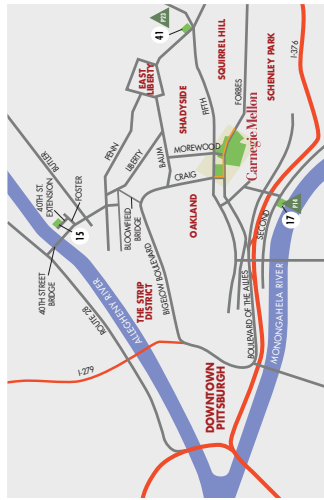 P23
41
SQUIRREL HILL
SCHENLEY PARK
I-376
EAST
LIBERTY
SHADYSIDE
FIFTH
FORBES
PENN
LIBERTY
BAUM
MOREWOOD
Carnegie Mellon
BUTLER
CRAIG
40TH ST.
EXTENSION
FOSTER
BLOOMFIELD
BRIDGE
OAKLAND
SECOND
P14
17
15
40TH STREET
BRIDGE
THE STRIP
DISTRICT
BIGELOW BOULEVARD
ROUTE 28
ALLEGHENY RIVER
BOULEVARD OF THE ALLIES
MONONGAHELA RIVER
I-279
DOWNTOWN
PITTSBURGH